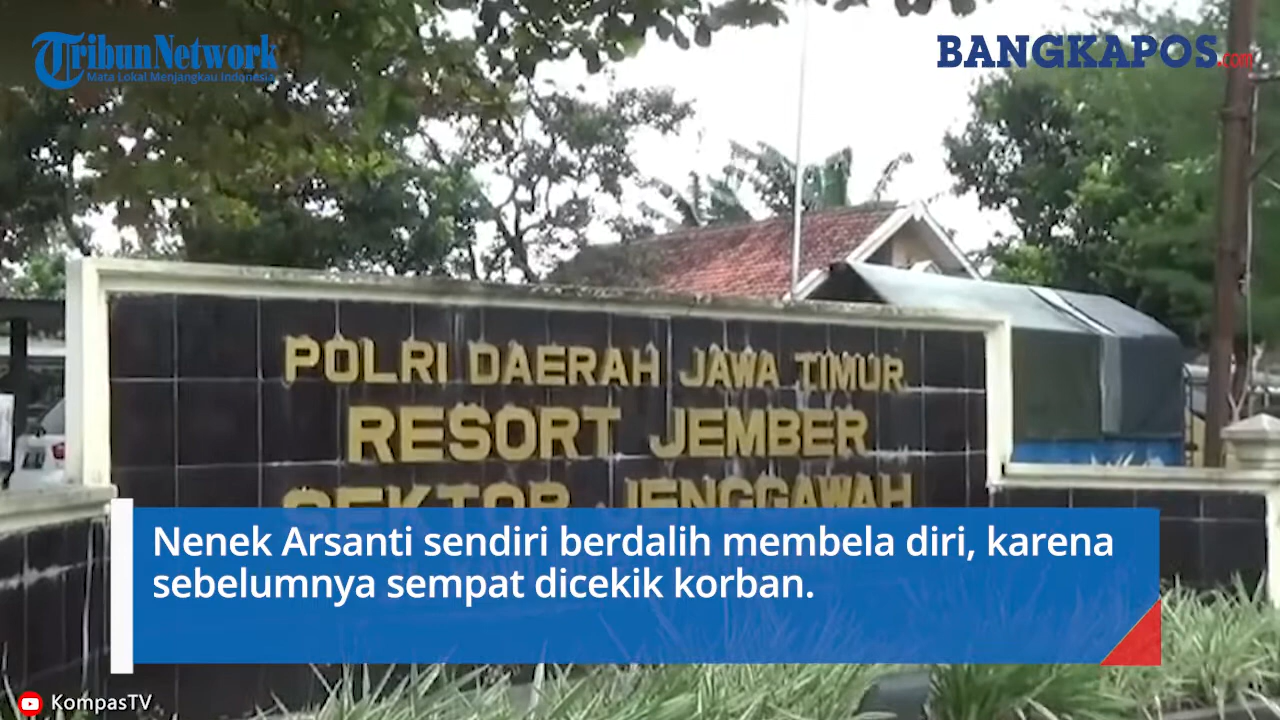 TribunNetwork
Mata Lokal Menjangkau Indonesia
BANGKAPOS.com
POLRI DAERAH JAWA TIMUR
RESORT JEMBER
SEKTOR JENGGAWAH
Nenek Arsanti sendiri berdalih membela diri, karena
sebelumnya sempat dicekik korban.
KompasTV